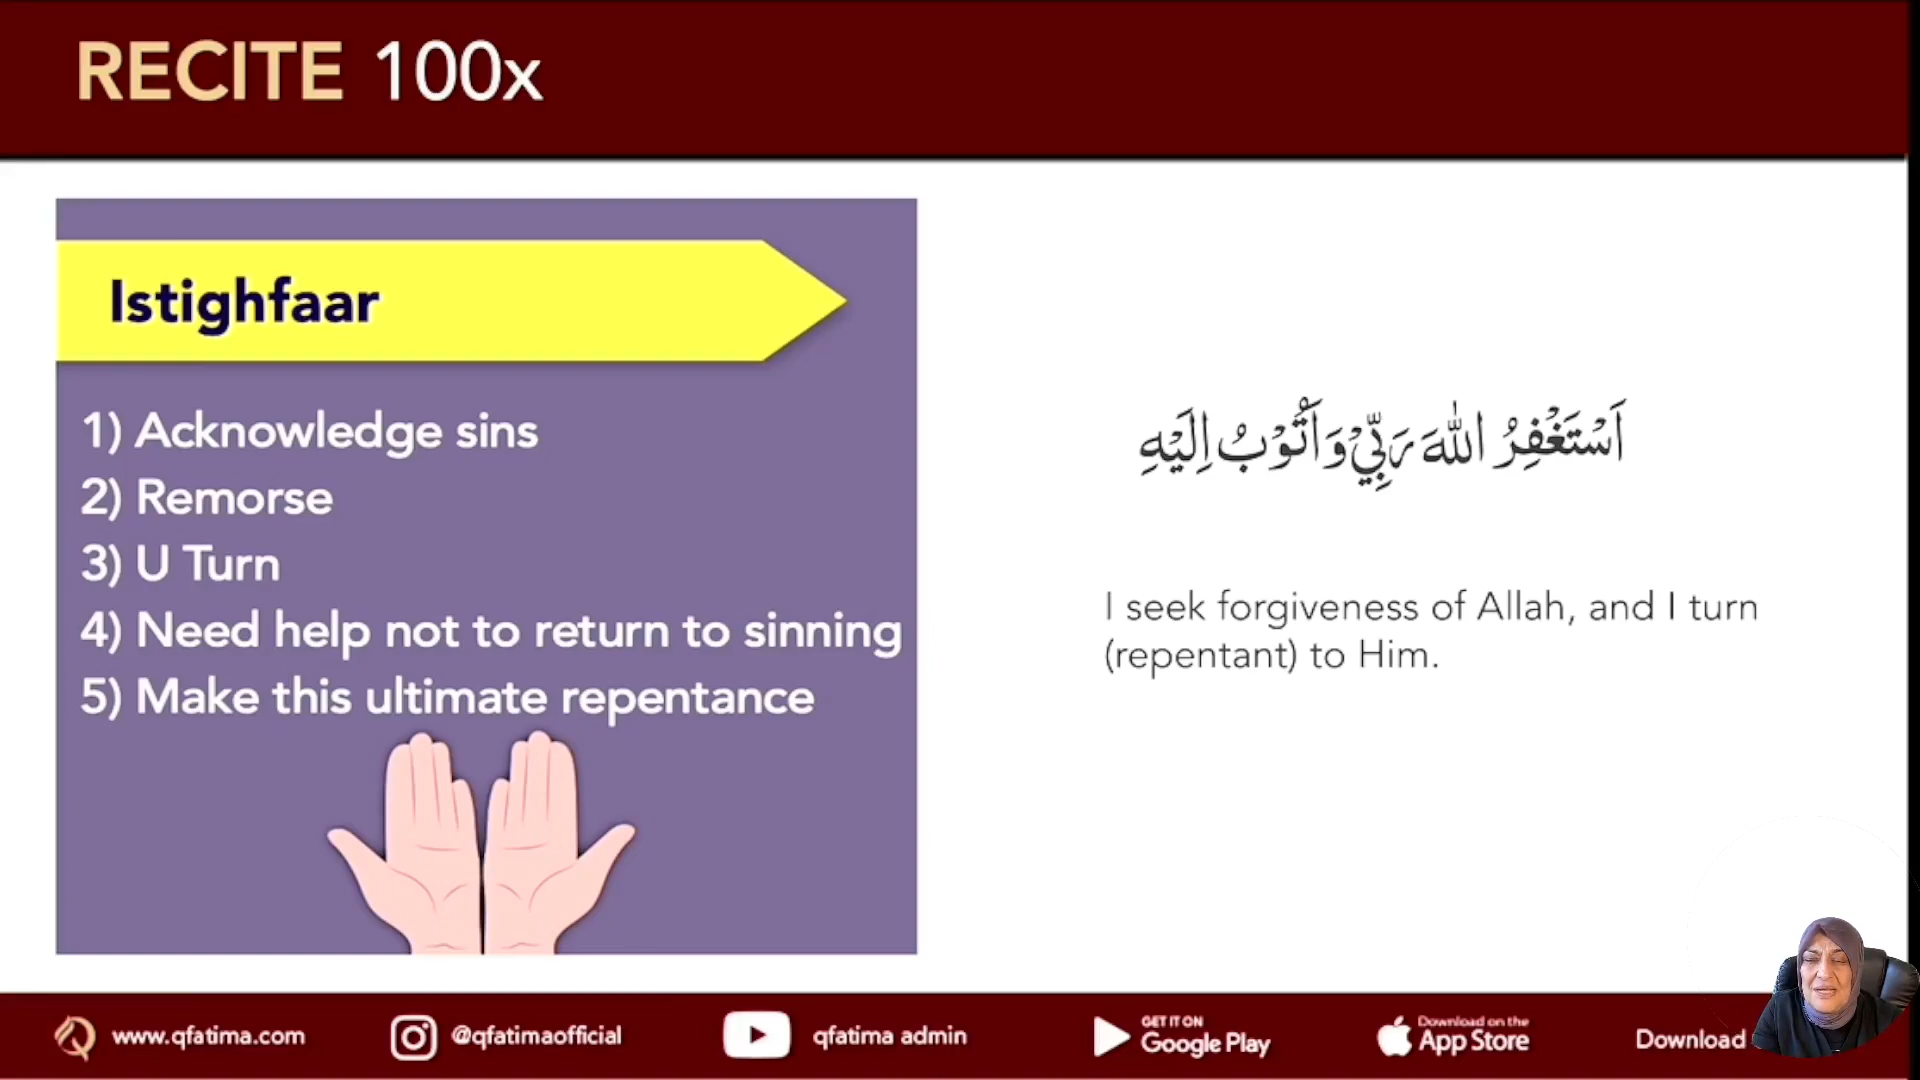 RECITE 100x
Istighfaar
1) Acknowledge sins
2) Remorse
3) U Turn
4) Need help not to return to sinning
5) Make this ultimate repentance
اَسْتَغْفِرُ اللّٰهَ رَبِّيْ وَ اَتُوْبُ اِلَيْهِ
I seek forgiveness of Allah, and I turn
(repentant) to Him.
www.qfatima.com
@qfatimaofficial
qfatima admin
GET IT ON
Google Play
Download on the
App Store
Download